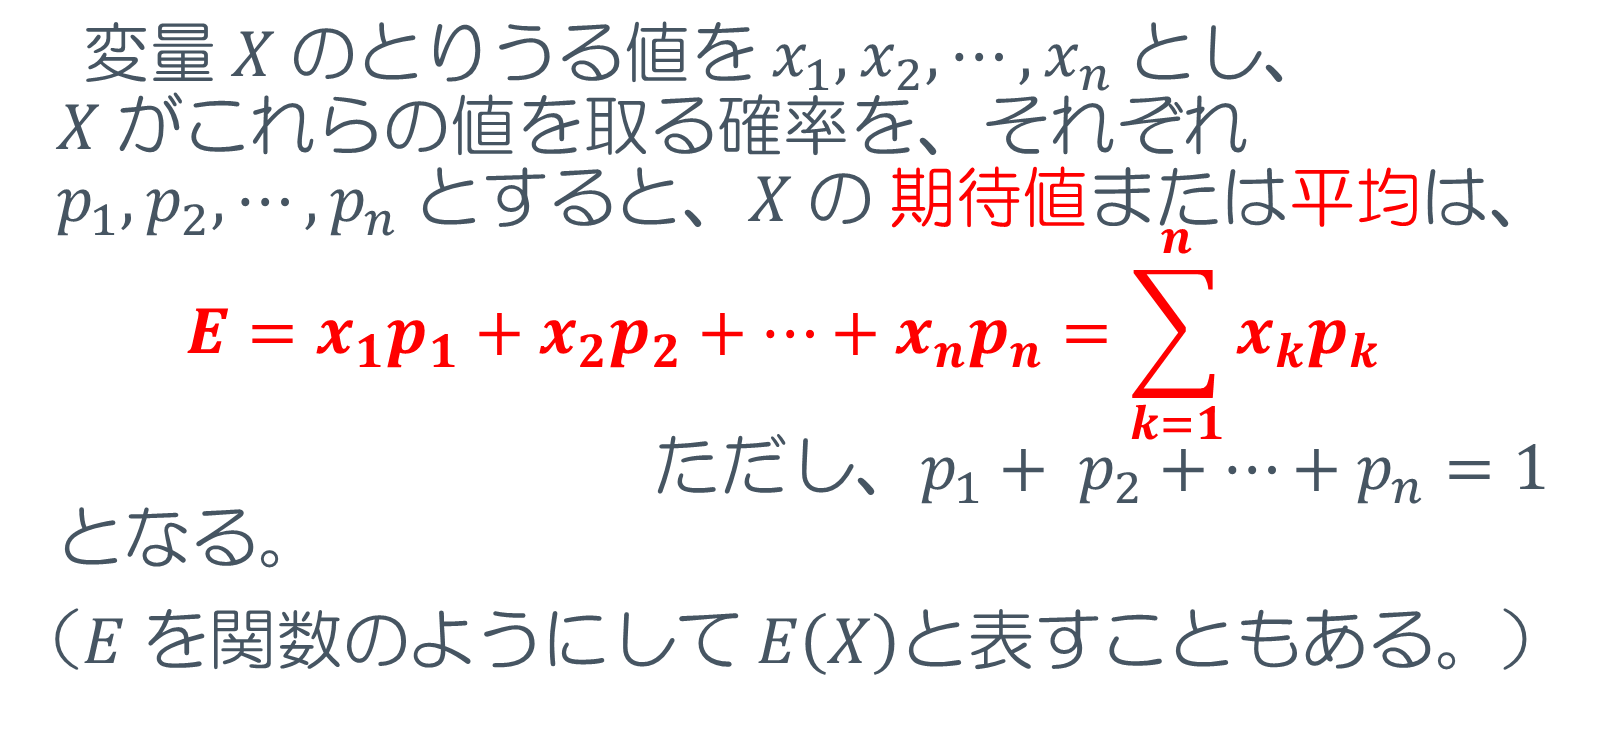 変量 X のとりうる値を x₁, x₂, ⋯, xₙ とし、
X がこれらの値を取る確率を、それぞれ
p₁, p₂, ⋯, pₙ とすると、X の 期待値または平均は、
E = x₁p₁ + x₂p₂ + ⋯ + xₙpₙ = ∑ₖ₌₁ⁿ xₖpₖ
ただし、p₁ + p₂ + ⋯ + pₙ = 1
となる。
（E を関数のようにして E(X)と表すこともある。）